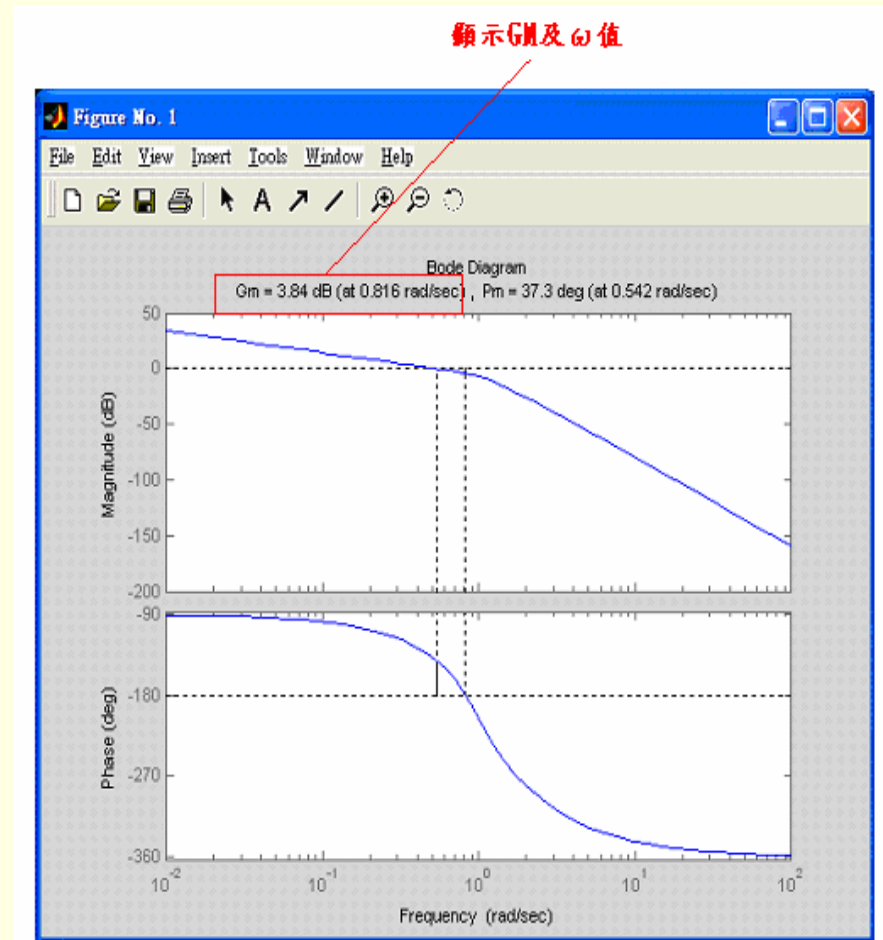 顯示GM及ω值
Figure No. 1
File Edit View Insert Tools Window Help
A
Bode Diagram
Gm = 3.84 dB (at 0.816 rad/sec) , Pm = 37.3 deg (at 0.542 rad/sec)
50
0
-50
-100
-150
-200
Magnitude (dB)
-90
-180
-270
-360
Phase (deg)
10^-2 10^-1 10^0 10^1 10^2
Frequency (rad/sec)